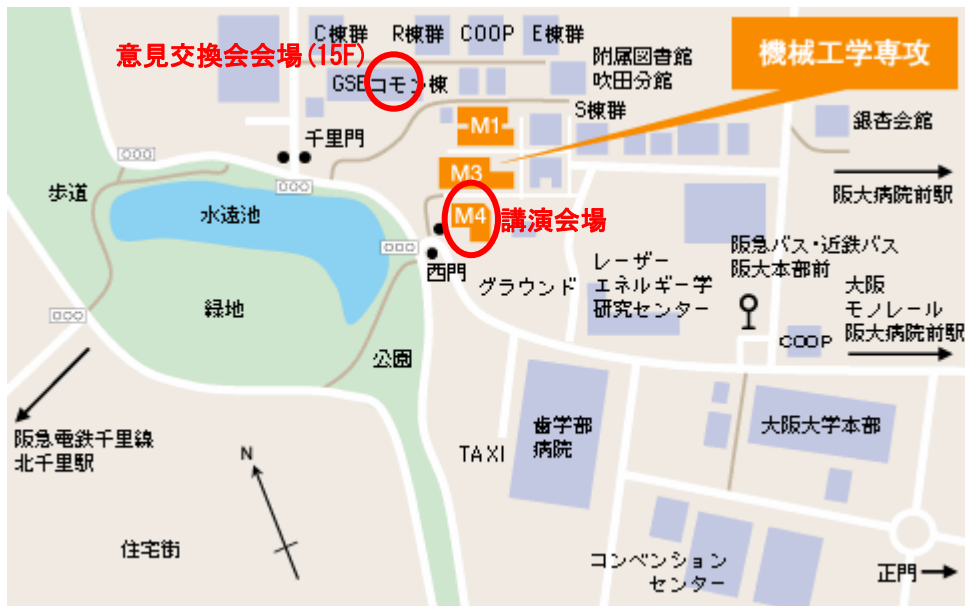 C棟群
R棟群
COOP
E棟群
意見交換会会場(15F)
附属図書館
吹田分館
機械工学専攻
GSEコモン棟
S棟群
M1
銀杏会館
千里門
M3
歩道
阪大病院前駅
水遠池
M4
講演会場
西門
阪急バス・近鉄バス
阪大本部前
レーザー
エネルギー学
研究センター
グラウンド
大阪
モノレール
阪大病院前駅
緑地
COOP
公園
歯学部
病院
大阪大学本部
阪急電鉄千里線
北千里駅
TAXI
N
住宅街
コンベンション
センター
正門